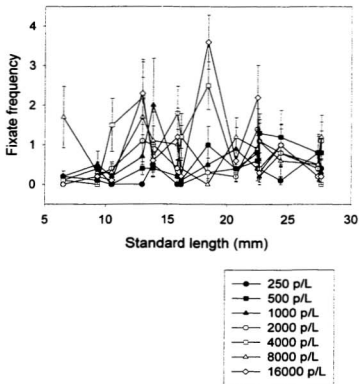 4
3
2
1
0
Fixate frequency
5 10 15 20 25 30
Standard length (mm)
250 p/L
500 p/L
1000 p/L
2000 p/L
4000 p/L
8000 p/L
16000 p/L